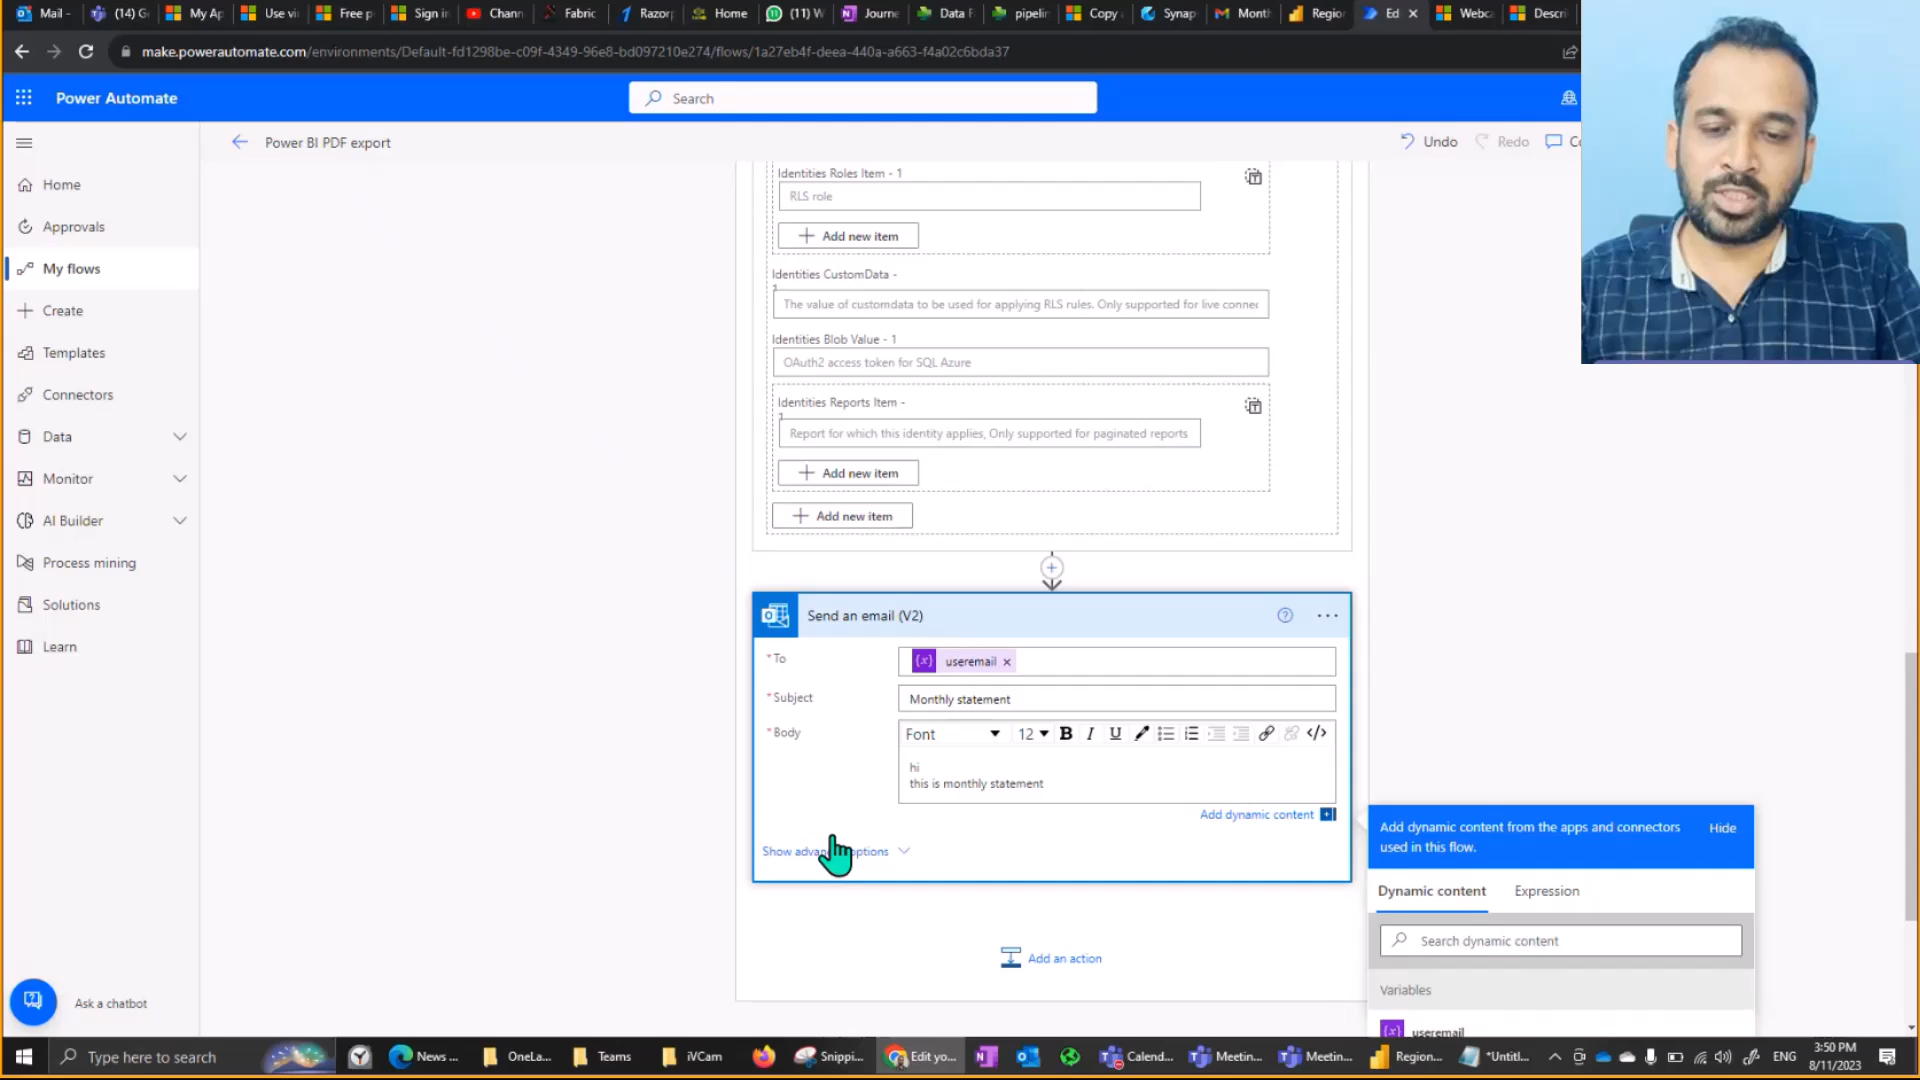 Mail -
(14) G
My Ap
Use vi
Free p
Sign in
Chann
Fabric
Razorp
Home
(11) W
Journe
Data F
pipelin
Copy
Synap
Month
Regio
Ed
Webca
Descri
make.powerautomate.com/environments/Default-fd1298be-c09f-4349-96e8-bd097210e274/flows/1a27eb4f-deea-440a-a663-f4a02c6bda37
Power Automate
Search
Power BI PDF export
Undo
Redo
Home
Approvals
My flows
Create
Templates
Connectors
Data
Monitor
AI Builder
Process mining
Solutions
Learn
Ask a chatbot
Identities Roles Item - 1
RLS role
Add new item
Identities CustomData -
1
The value of customdata to be used for applying RLS rules. Only supported for live connec
Identities Blob Value - 1
OAuth2 access token for SQL Azure
Identities Reports Item -
1
Report for which this identity applies, Only supported for paginated reports
Add new item
Add new item
Send an email (V2)
* To
{x} useremail ×
* Subject
Monthly statement
* Body
Font 12 B I U </>
hi
this is monthly statement
Add dynamic content
Show advan options
Add an action
Add dynamic content from the apps and connectors
used in this flow.
Hide
Dynamic content
Expression
Search dynamic content
Variables
{x} useremail
Type here to search
News ...
OneLa...
Teams
iVCam
Snippi...
Edit yo...
Calend...
Meetin...
Meetin...
Region...
*Untitl...
ENG
3:50 PM
8/11/2023